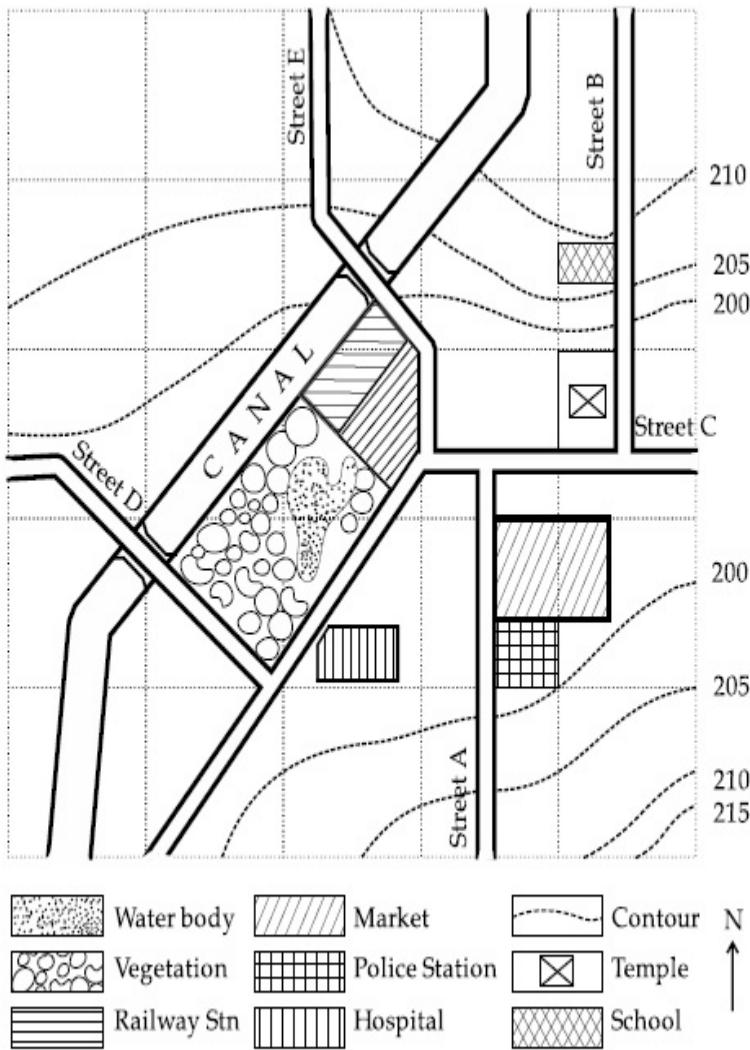 Street E
Street B
210
205
200
CANAL
Street C
Street D
200
205
Street A
210
215
Water body
Market
Contour
N
Vegetation
Police Station
Temple
Railway Stn
Hospital
School